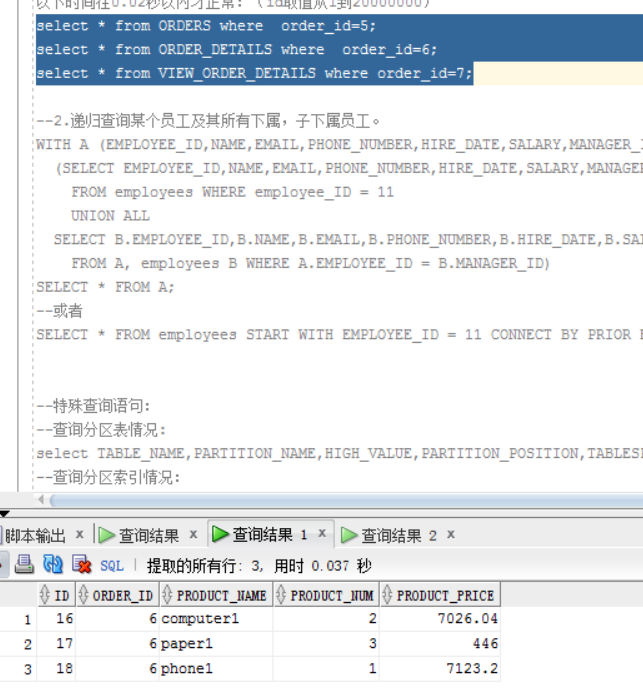 以下时间在0.02秒以内才正常: (id取值从1到20000000)
select * from ORDERS where  order_id=5;
select * from ORDER_DETAILS where  order_id=6;
select * from VIEW_ORDER_DETAILS where order_id=7;
--2.递归查询某个员工及其所有下属，子下属员工。
WITH A (EMPLOYEE_ID,NAME,EMAIL,PHONE_NUMBER,HIRE_DATE,SALARY,MANAGER_
(SELECT EMPLOYEE_ID,NAME,EMAIL,PHONE_NUMBER,HIRE_DATE,SALARY,MANAGE
FROM employees WHERE employee_ID = 11
UNION ALL
SELECT B.EMPLOYEE_ID,B.NAME,B.EMAIL,B.PHONE_NUMBER,B.HIRE_DATE,B.SA
FROM A, employees B WHERE A.EMPLOYEE_ID = B.MANAGER_ID)
SELECT * FROM A;
--或者
SELECT * FROM employees START WITH EMPLOYEE_ID = 11 CONNECT BY PRIOR
--特殊查询语句:
--查询分区表情况:
select TABLE_NAME,PARTITION_NAME,HIGH_VALUE,PARTITION_POSITION,TABLES
--查询分区索引情况:
脚本输出 x 查询结果 x 查询结果 1 x 查询结果 2 x
SQL | 提取的所有行: 3, 用时 0.037 秒
ID ORDER_ID PRODUCT_NAME PRODUCT_NUM PRODUCT_PRICE
1 16 6 computer1 2 7026.04
2 17 6 paper1 3 446
3 18 6 phone1 1 7123.2